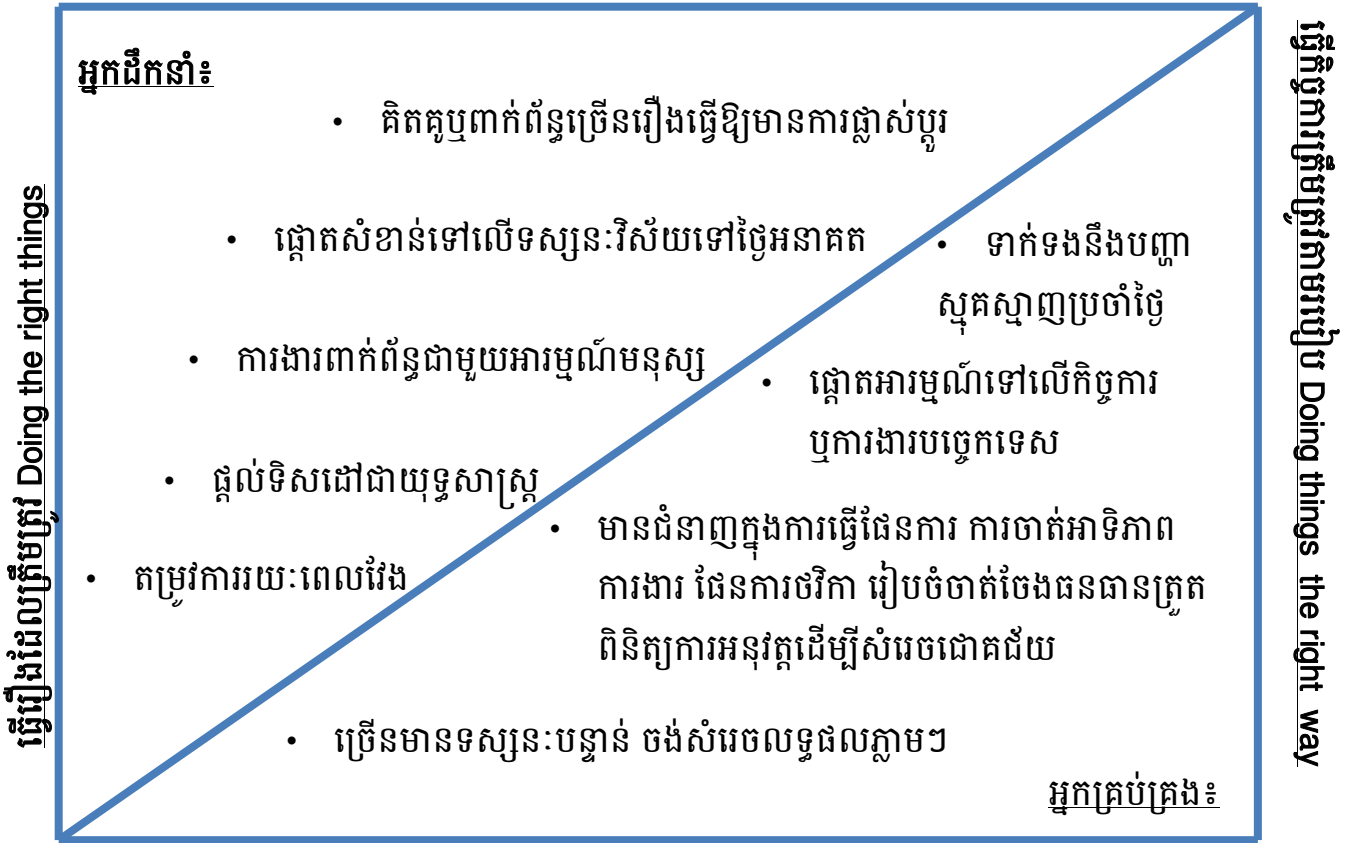 អ្នកដឹកនាំ៖
• គិតគូឬពាក់ព័ន្ធច្រើនរឿងធ្វើឱ្យមានការផ្លាស់ប្ដូរ
• ផ្ដោតសំខាន់ទៅលើទស្សនៈវិស័យទៅថ្ងៃអនាគត
• ការងារពាក់ព័ន្ធជាមួយអារម្មណ៍មនុស្ស
• ផ្ដល់ទិសដៅជាយុទ្ធសាស្ត្រ
• តម្រូវការរយៈពេលវែង
ធ្វើរឿងដែលត្រឹមត្រូវ Doing the right things
• ទាក់ទងនឹងបញ្ហា
ស្មុគស្មាញប្រចាំថ្ងៃ
• ផ្ដោតអារម្មណ៍ទៅលើកិច្ចការ
ឬការងារបច្ចេកទេស
• មានជំនាញក្នុងការធ្វើផែនការ ការចាត់អាទិភាព
ការងារ ផែនការថវិកា រៀបចំចាត់ចែងធនធានត្រួត
ពិនិត្យការអនុវត្តដើម្បីសំរេចជោគជ័យ
• ច្រើនមានទស្សនៈបន្ទាន់ ចង់សំរេចលទ្ធផលភ្លាមៗ
អ្នកគ្រប់គ្រង៖
ធ្វើកិច្ចការត្រឹមត្រូវតាមរបៀប Doing things the right way